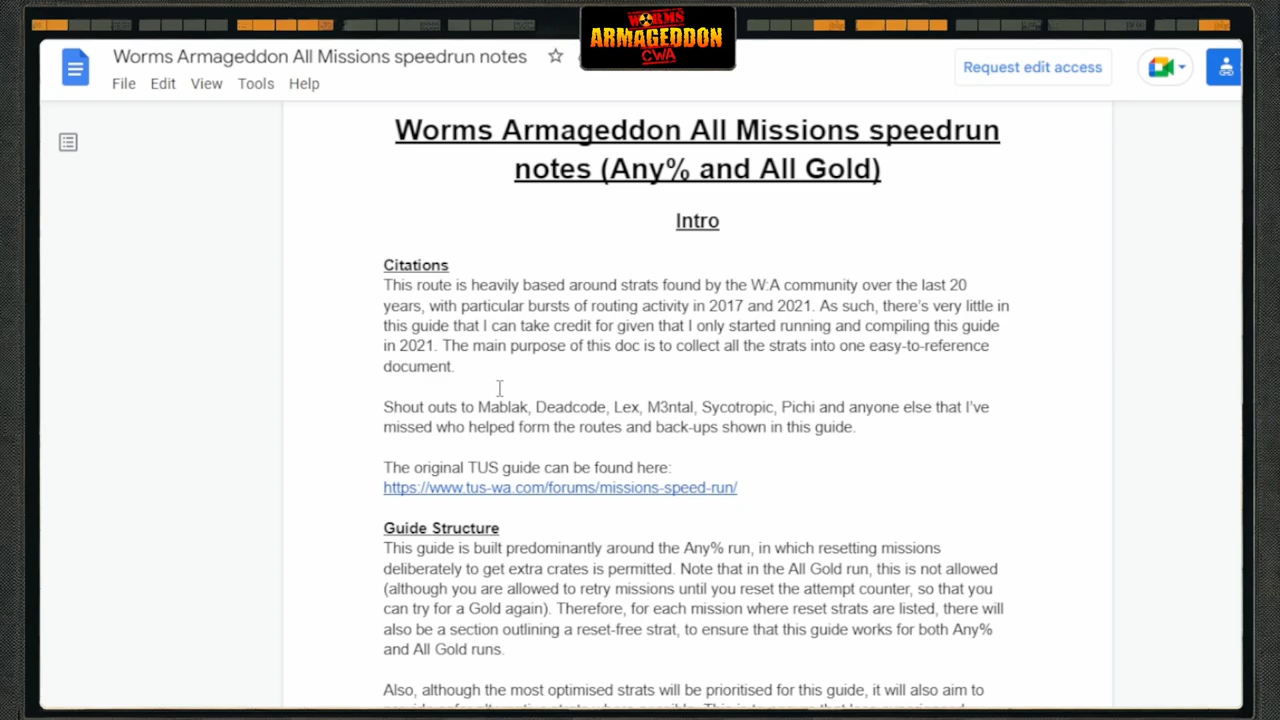 WORMS
ARMAGEDDON
CWA
Worms Armageddon All Missions speedrun notes
File Edit View Tools Help
Request edit access
Worms Armageddon All Missions speedrun
notes (Any% and All Gold)
Intro
Citations
This route is heavily based around strats found by the W:A community over the last 20
years, with particular bursts of routing activity in 2017 and 2021. As such, there's very little in
this guide that I can take credit for given that I only started running and compiling this guide
in 2021. The main purpose of this doc is to collect all the strats into one easy-to-reference
document.
Shout outs to Mablak, Deadcode, Lex, M3ntal, Sycotropic, Pichi and anyone else that I've
missed who helped form the routes and back-ups shown in this guide.
The original TUS guide can be found here:
https://www.tus-wa.com/forums/missions-speed-run/
Guide Structure
This guide is built predominantly around the Any% run, in which resetting missions
deliberately to get extra crates is permitted. Note that in the All Gold run, this is not allowed
(although you are allowed to retry missions until you reset the attempt counter, so that you
can try for a Gold again). Therefore, for each mission where reset strats are listed, there will
also be a section outlining a reset-free strat, to ensure that this guide works for both Any%
and All Gold runs.
Also, although the most optimised strats will be prioritised for this guide, it will also aim to